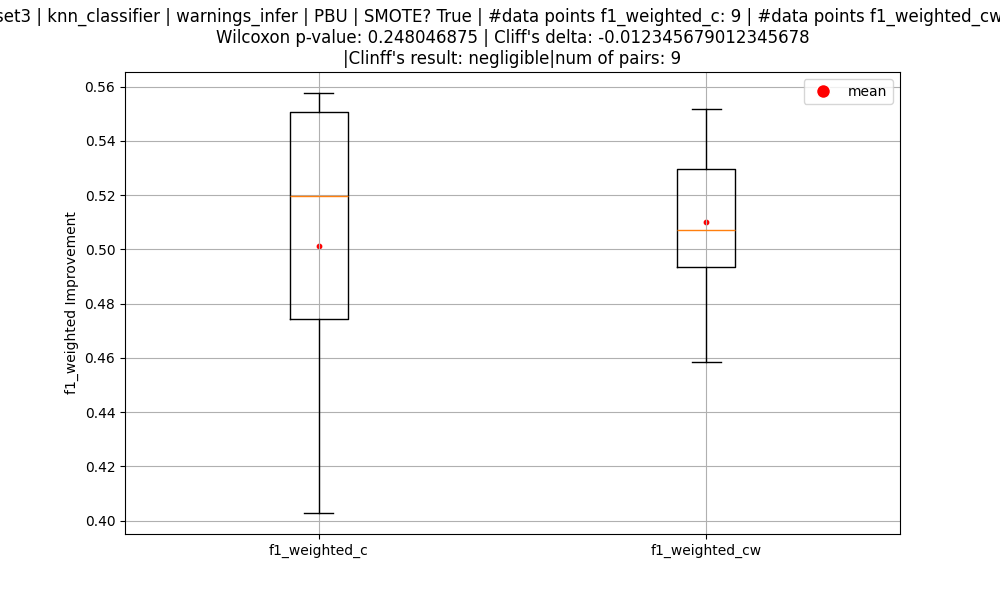 set3 | knn_classifier | warnings_infer | PBU | SMOTE? True | #data points f1_weighted_c: 9 | #data points f1_weighted_cw
Wilcoxon p-value: 0.248046875 | Cliff's delta: -0.012345679012345678
|Clinff's result: negligible|num of pairs: 9
mean
0.56
0.54
0.52
0.50
0.48
0.46
0.44
0.42
0.40
f1_weighted Improvement
f1_weighted_c
f1_weighted_cw